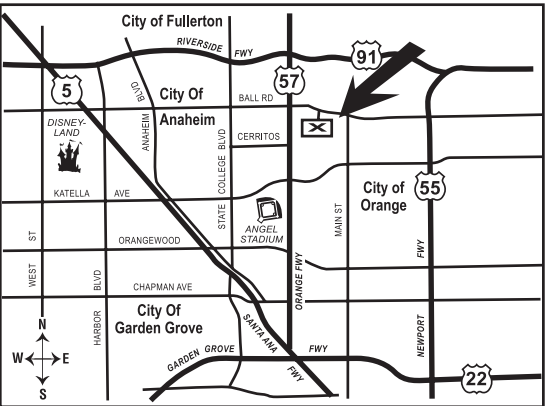 City of Fullerton
RIVERSIDE FWY
91
5
57
BLVD
City Of
Anaheim
BALL RD
X
DISNEY-
LAND
ANAHEIM
CERRITOS
STATE COLLEGE BLVD
KATELLA AVE
City of
Orange
55
ANGEL
STADIUM
MAIN ST
WEST ST
ORANGEWOOD
ORANGE FWY
FWY
HARBOR BLVD
CHAPMAN AVE
City Of
Garden Grove
SANTA ANA FWY
NEWPORT
N
W E
S
GARDEN GROVE FWY
22